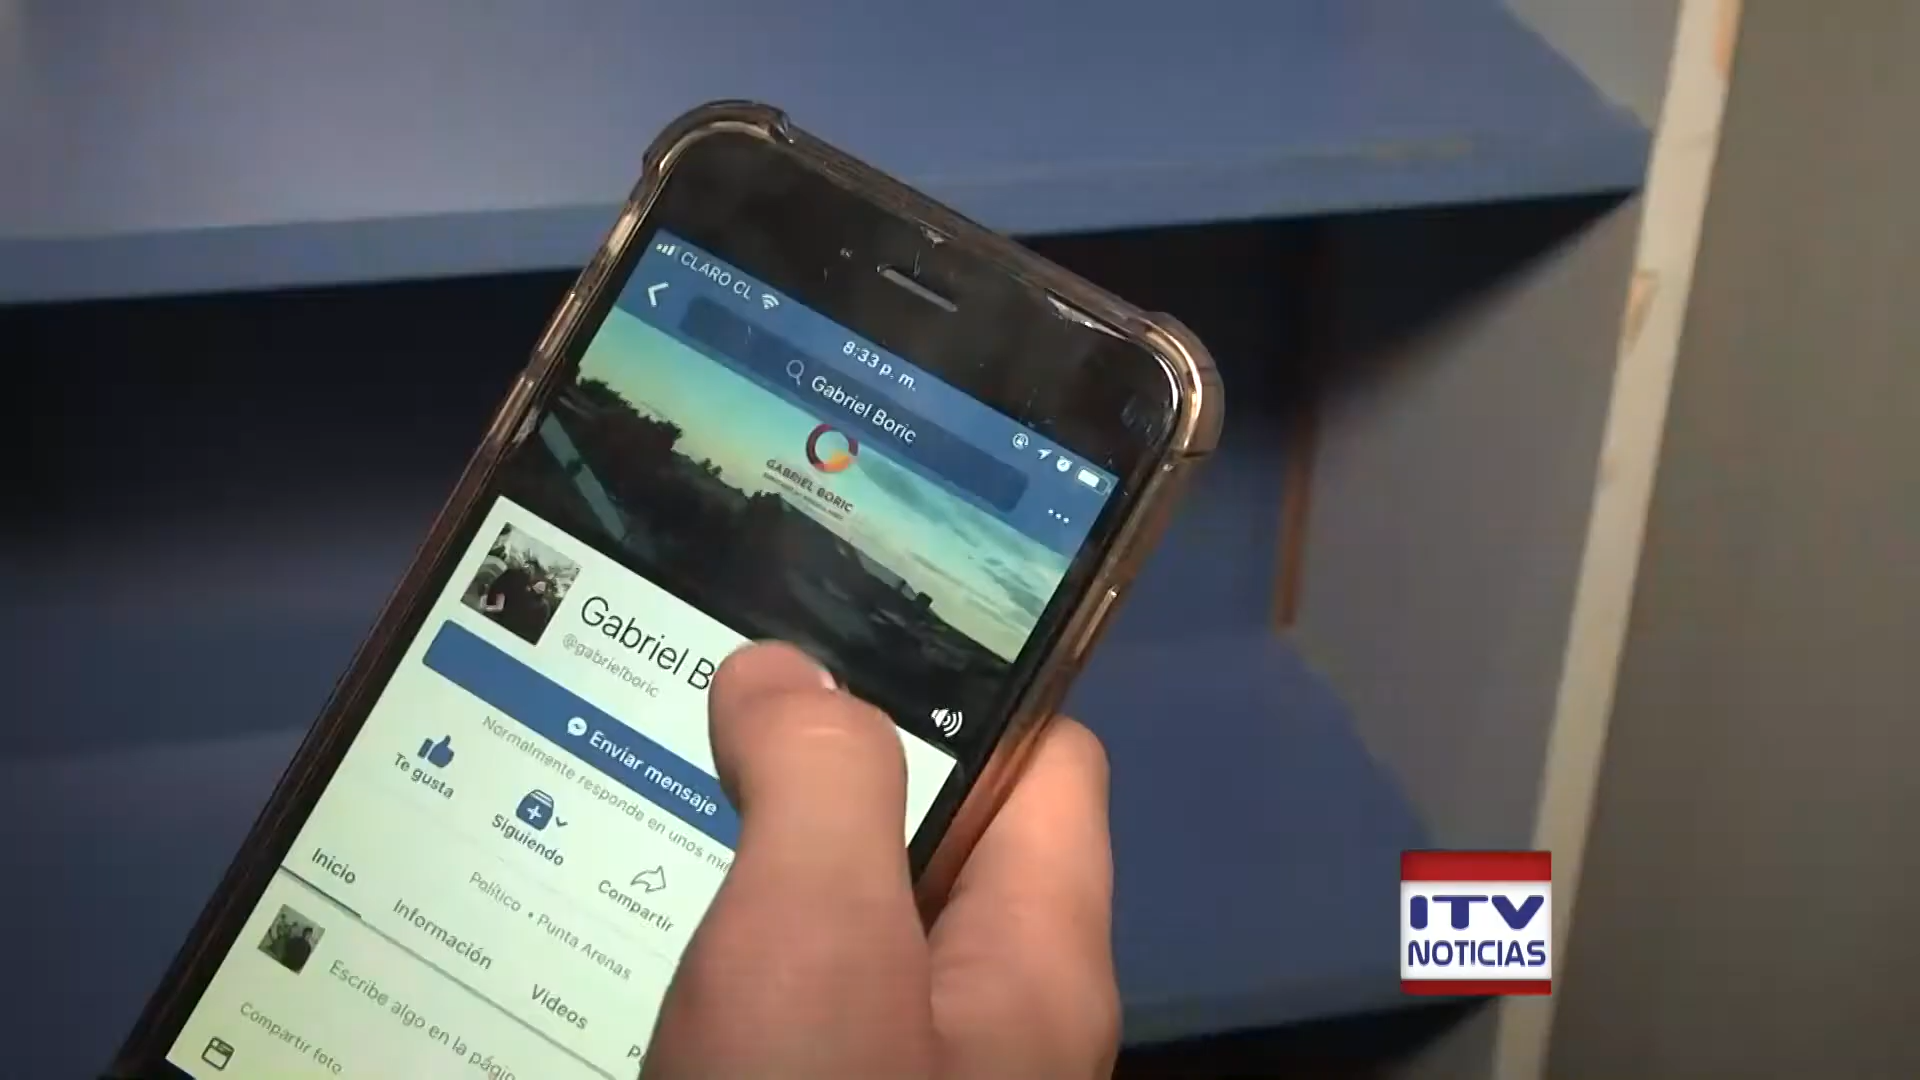 CLARO CL
8:33 p. m.
Gabriel Boric
GABRIEL BORIC
Gabriel B
@gabrielboric
Enviar mensaje
Normalmente responde en unos
Te gusta
Siguiendo
Compartir
Político • Punta Arenas
Inicio
Información
Videos
Escribe algo en la página
Compartir foto
ITV
NOTICIAS